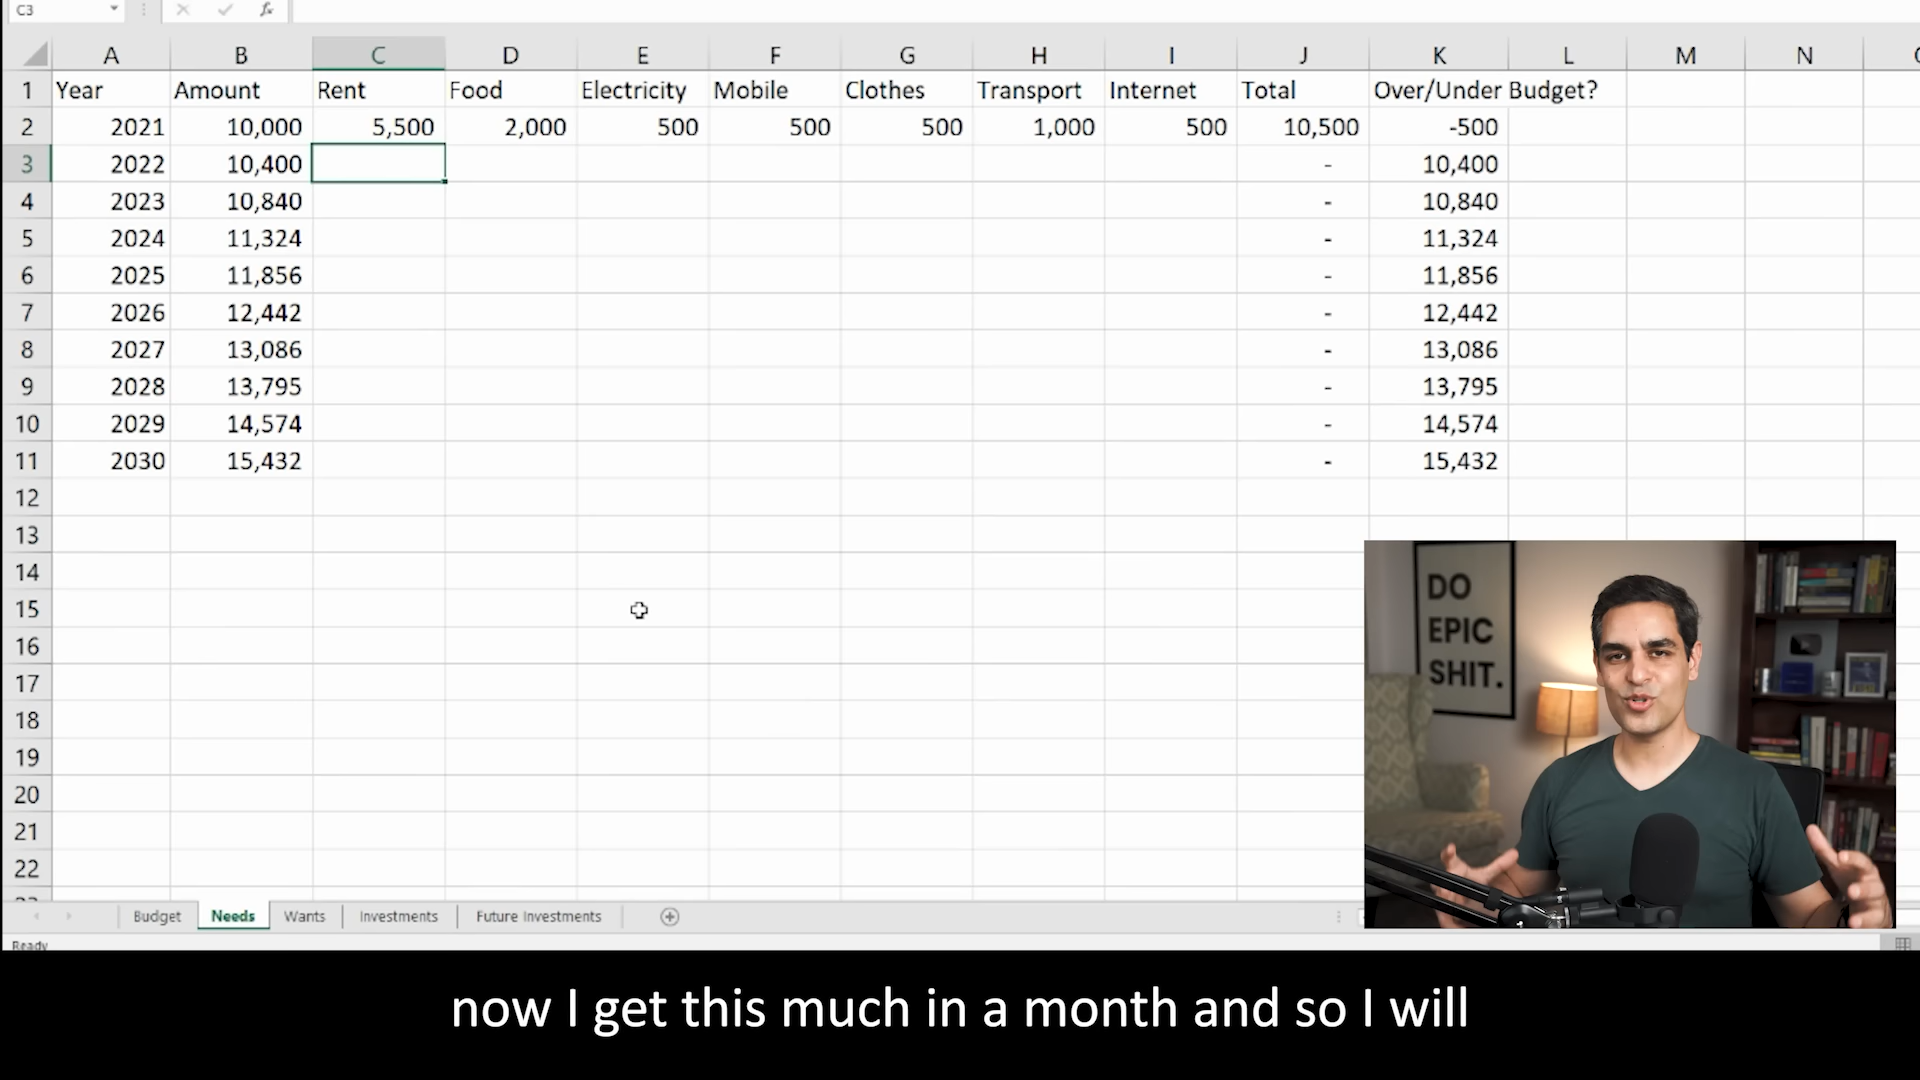 C3
fx
A B C D E F G H I J K L M N
1 Year Amount Rent Food Electricity Mobile Clothes Transport Internet Total Over/Under Budget?
2 2021 10,000 5,500 2,000 500 500 500 1,000 500 10,500 -500
3 2022 10,400 - 10,400
4 2023 10,840 - 10,840
5 2024 11,324 - 11,324
6 2025 11,856 - 11,856
7 2026 12,442 - 12,442
8 2027 13,086 - 13,086
9 2028 13,795 - 13,795
10 2029 14,574 - 14,574
11 2030 15,432 - 15,432
12
13
14
15
16
17
18
19
20
21
22
DO
EPIC
SHIT.
Budget Needs Wants Investments Future Investments
Ready
now I get this much in a month and so I will